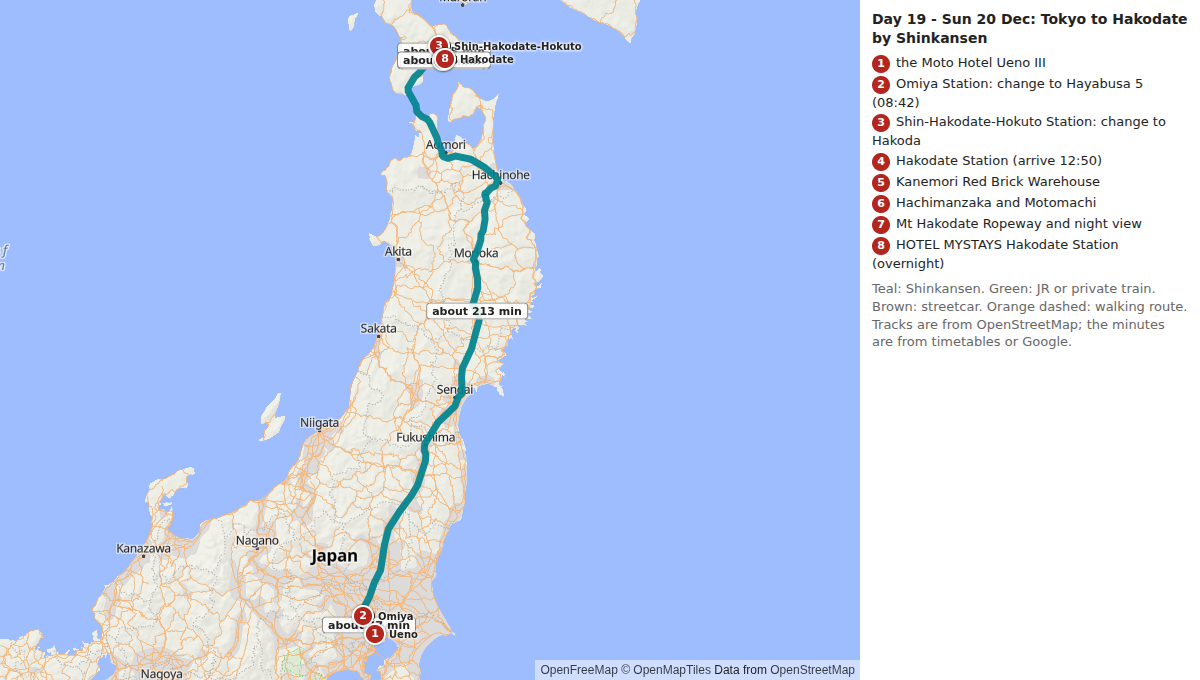 Shin-Hakodate-Hokuto
3
8
Hakodate
Aomori
Hachinohe
Akita
Morioka
about 213 min
Sakata
Sendai
Niigata
Fukushima
Kanazawa
Nagano
Japan
2
Omiya
about
min
1
Ueno
Nagoya
OpenFreeMap © OpenMapTiles Data from OpenStreetMap
Day 19 - Sun 20 Dec: Tokyo to Hakodate
by Shinkansen
1 the Moto Hotel Ueno III
2 Omiya Station: change to Hayabusa 5
(08:42)
3 Shin-Hakodate-Hokuto Station: change to
Hakoda
4 Hakodate Station (arrive 12:50)
5 Kanemori Red Brick Warehouse
6 Hachimanzaka and Motomachi
7 Mt Hakodate Ropeway and night view
8 HOTEL MYSTAYS Hakodate Station
(overnight)
Teal: Shinkansen. Green: JR or private train.
Brown: streetcar. Orange dashed: walking route.
Tracks are from OpenStreetMap; the minutes
are from timetables or Google.